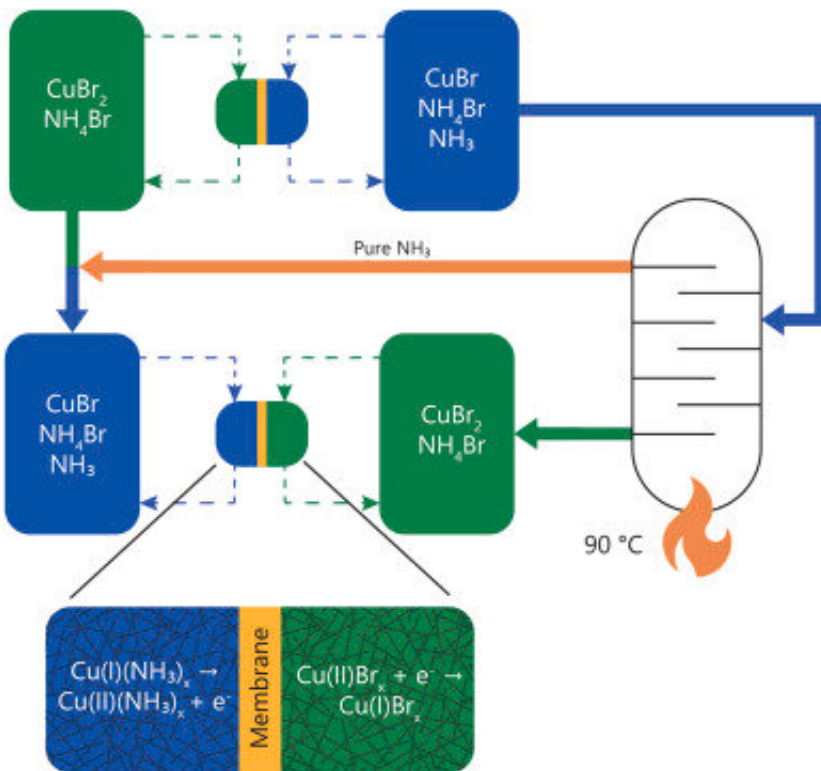 CuBr₂
NH₄Br
CuBr
NH₄Br
NH₃
Pure NH₃
CuBr
NH₄Br
NH₃
CuBr₂
NH₄Br
90 °C
Cu(I)(NH₃)ₓ →
Cu(II)(NH₃)ₓ + e⁻
Membrane
Cu(II)Brₓ + e⁻ →
Cu(I)Brₓ